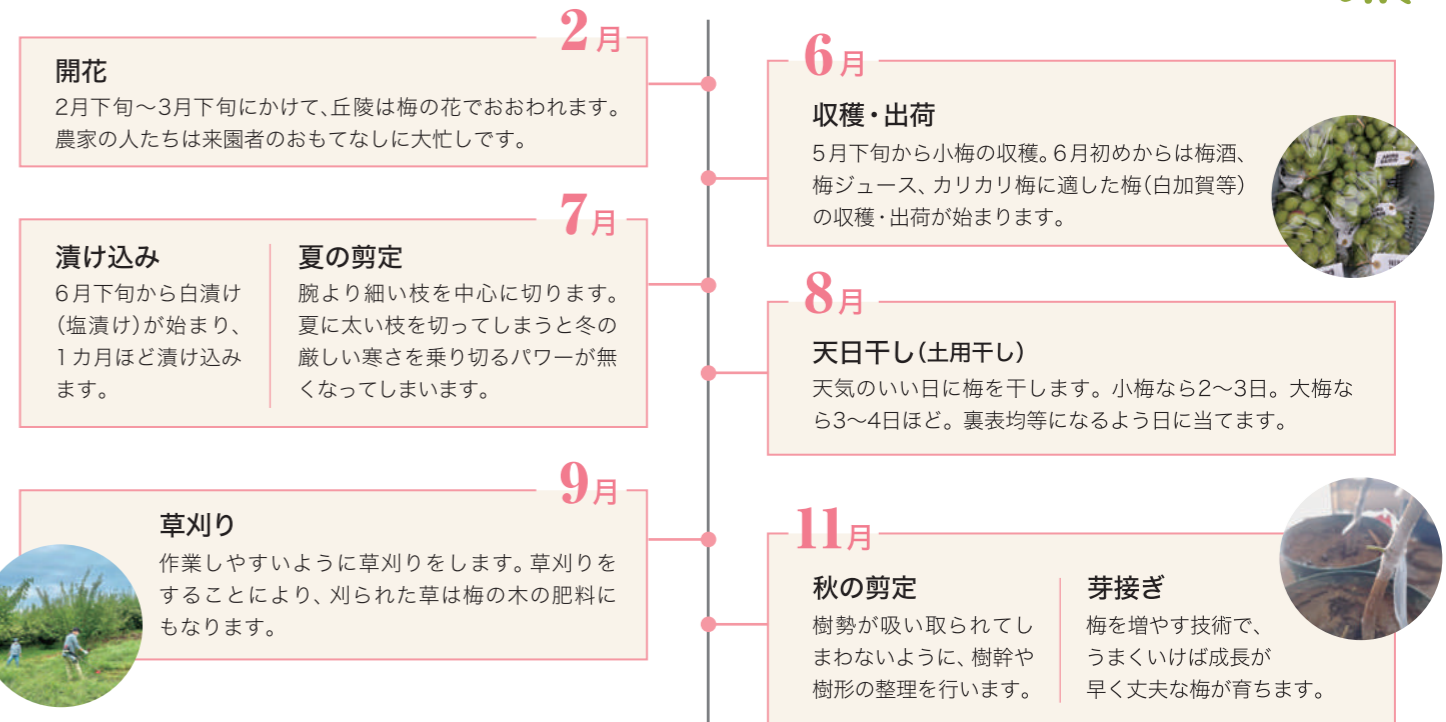 2月
開花
2月下旬〜3月下旬にかけて、丘陵は梅の花でおおわれます。
農家の人たちは来園者のおもてなしに大忙しです。
6月
収穫・出荷
5月下旬から小梅の収穫。6月初めからは梅酒、
梅ジュース、カリカリ梅に適した梅（白加賀等）
の収穫・出荷が始まります。
7月
漬け込み
6月下旬から白漬け
（塩漬け）が始まり、
1カ月ほど漬け込み
ます。
夏の剪定
腕より細い枝を中心に切ります。
夏に太い枝を切ってしまうと冬の
厳しい寒さを乗り切るパワーが無
くなってしまいます。
8月
天日干し（土用干し）
天気のいい日に梅を干します。小梅なら2〜3日。大梅な
ら3〜4日ほど。裏表均等になるよう日に当てます。
9月
草刈り
作業しやすいように草刈りをします。草刈りを
することにより、刈られた草は梅の木の肥料に
もなります。
11月
秋の剪定
樹勢が吸い取られてし
まわないように、樹幹や
樹形の整理を行います。
芽接ぎ
梅を増やす技術で、
うまくいけば成長が
早く丈夫な梅が育ちます。